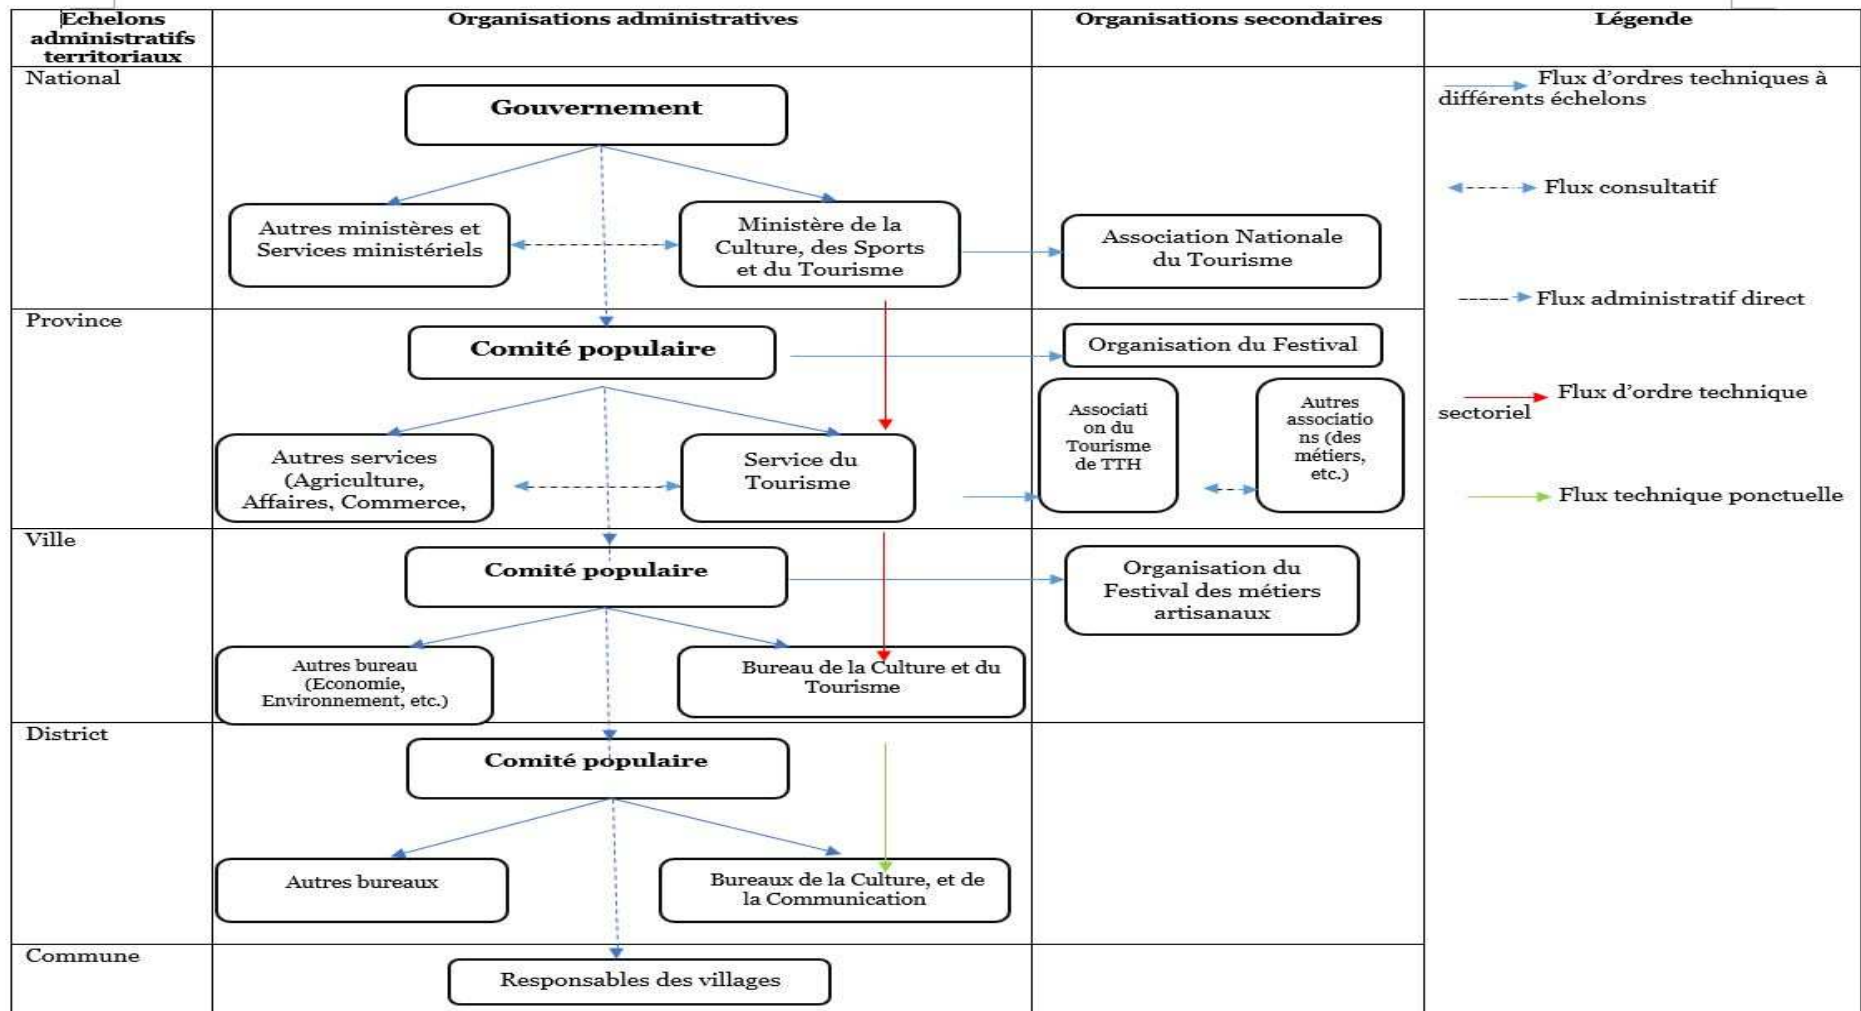 Echelons
administratifs
territoriaux
Organisations administratives
Organisations secondaires
Légende
National
Gouvernement
Autres ministères et
Services ministériels
Ministère de la
Culture, des Sports
et du Tourisme
Association Nationale
du Tourisme
Province
Comité populaire
Organisation du Festival
Autres services
(Agriculture,
Affaires, Commerce,
Service du
Tourisme
Associati
on du
Tourisme
de TTH
Autres
associatio
ns (des
métiers,
etc.)
Ville
Comité populaire
Organisation du
Festival des métiers
artisanaux
Autres bureau
(Economie,
Environnement, etc.)
Bureau de la Culture et du
Tourisme
District
Comité populaire
Autres bureaux
Bureaux de la Culture, et de
la Communication
Commune
Responsables des villages
Flux d'ordres techniques à
différents échelons
Flux consultatif
Flux administratif direct
Flux d'ordre technique
sectoriel
Flux technique ponctuelle